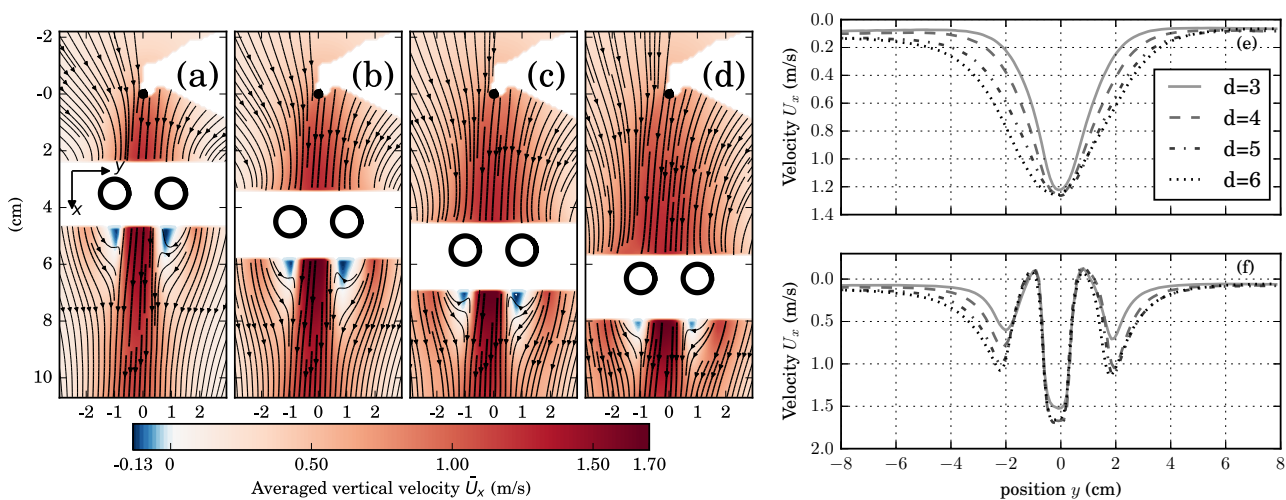 (a) (b) (c) (d)
-2
-0
2
4
6
8
10
(cm)
y
x
-2 -1 0 1 2 -2 -1 0 1 2 -2 -1 0 1 2 -2 -1 0 1 2
-0.13 0 0.50 1.00 1.50 1.70
Averaged vertical velocity Ūₓ (m/s)
0.0
0.2
0.4
0.6
0.8
1.0
1.2
1.4
Velocity Uₓ (m/s)
(e)
d=3
d=4
d=5
d=6
0.0
0.5
1.0
1.5
2.0
Velocity Uₓ (m/s)
(f)
−8 −6 −4 −2 0 2 4 6 8
position y (cm)